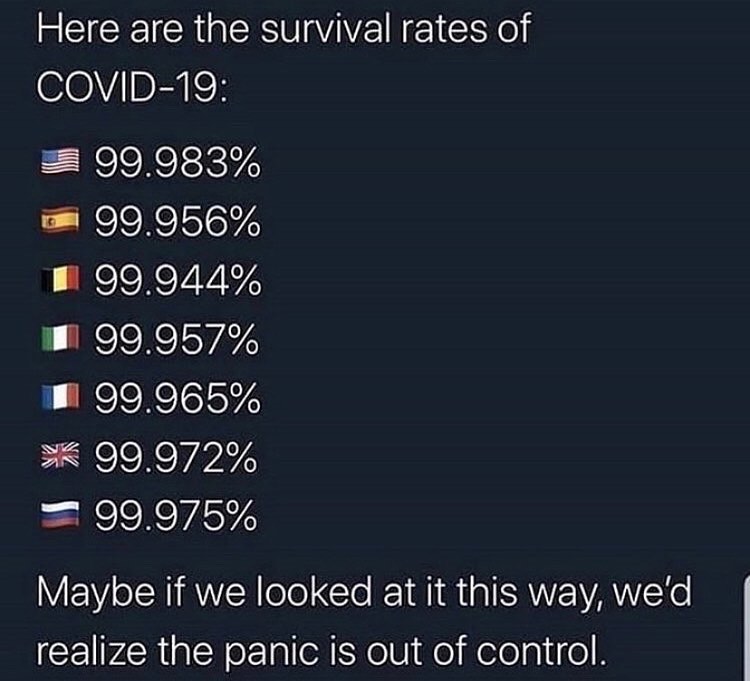 Here are the survival rates of
COVID-19:
🇺🇸 99.983%
🇪🇸 99.956%
🇧🇪 99.944%
🇮🇹 99.957%
🇫🇷 99.965%
🇬🇧 99.972%
🇷🇺 99.975%
Maybe if we looked at it this way, we'd
realize the panic is out of control.